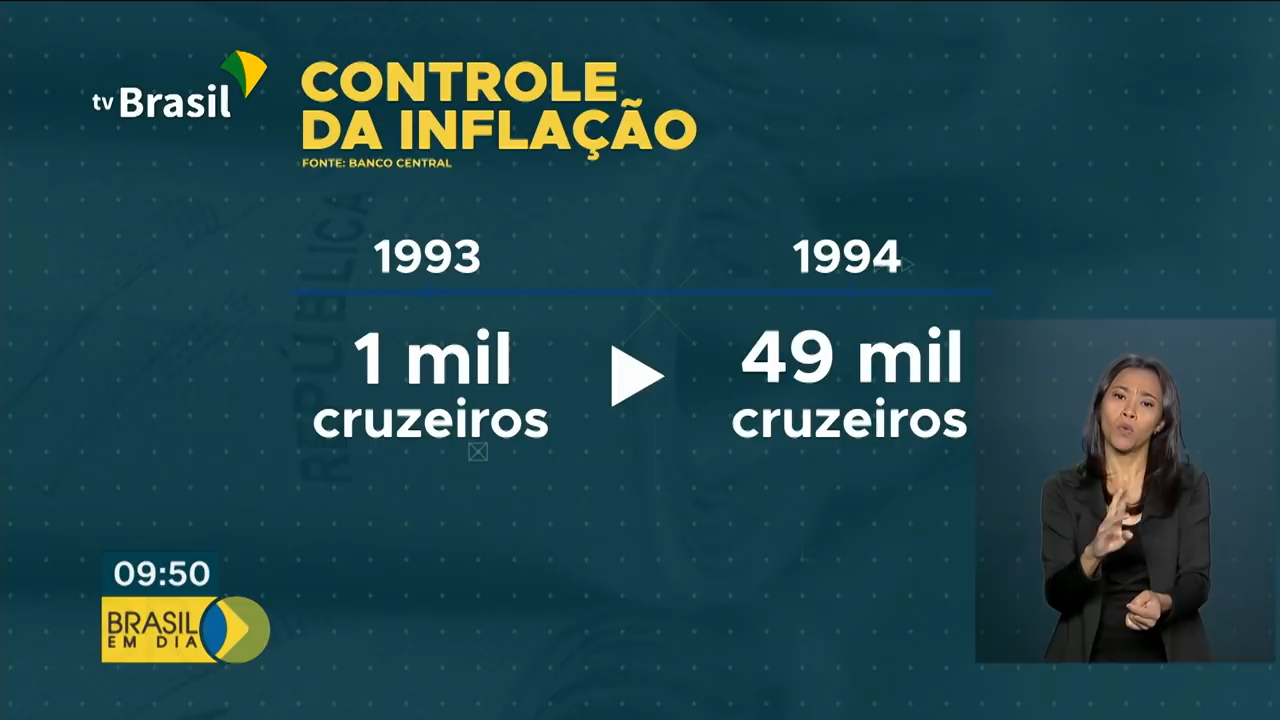 tv Brasil
CONTROLE
DA INFLAÇÃO
FONTE: BANCO CENTRAL
1993
1994
1 mil
cruzeiros
49 mil
cruzeiros
REPÚBLICA
09:50
BRASIL
EM DIA